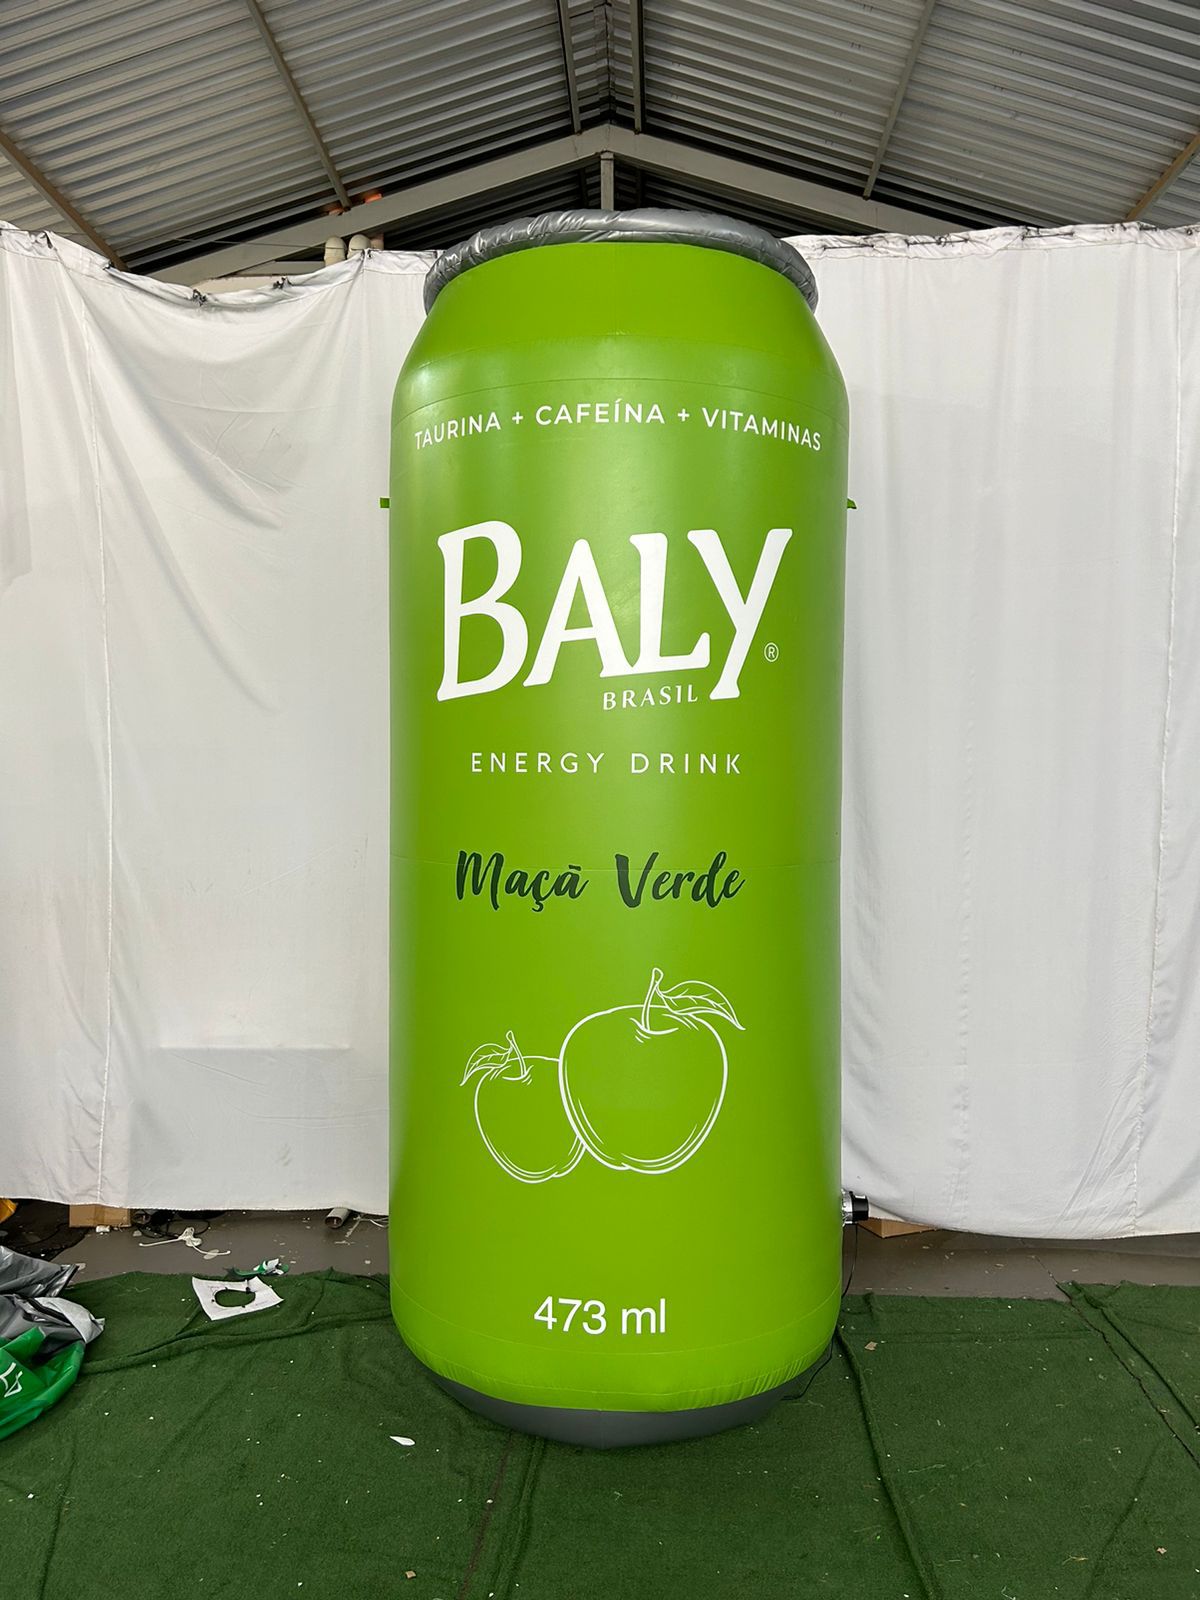 TAURINA + CAFEÍNA + VITAMINAS
BALY®
BRASIL
ENERGY DRINK
Maçã Verde
473 ml